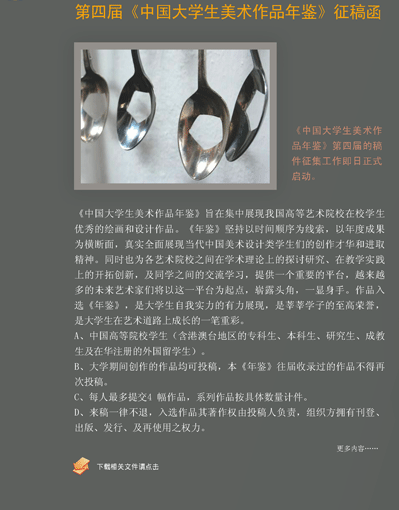 第四届《中国大学生美术作品年鉴》征稿函
《中国大学生美术作
品年鉴》第四届的稿
件征集工作即日正式
启动。
《中国大学生美术作品年鉴》旨在集中展现我国高等艺术院校在校学生
优秀的绘画和设计作品。《年鉴》坚持以时间顺序为线索，以年度成果
为横断面，真实全面展现当代中国美术设计类学生们的创作才华和进取
精神。同时也为各艺术院校之间在学术理论上的探讨研究、在教学实践
上的开拓创新，及同学之间的交流学习，提供一个重要的平台，越来越
多的未来艺术家们将以这一平台为起点，崭露头角，一显身手。作品入
选《年鉴》，是大学生自我实力的有力展现，是莘莘学子的至高荣誉，
是大学生在艺术道路上成长的一笔重彩。
A、中国高等院校学生（含港澳台地区的专科生、本科生、研究生、成教
生及在华注册的外国留学生）。
B、大学期间创作的作品均可投稿，本《年鉴》往届收录过的作品不得再
次投稿。
C、每人最多提交4 幅作品，系列作品按具体数量计件。
D、来稿一律不退，入选作品其著作权由投稿人负责，组织方拥有刊登、
出版、发行、及再使用之权力。
更多内容……
下载相关文件请点击